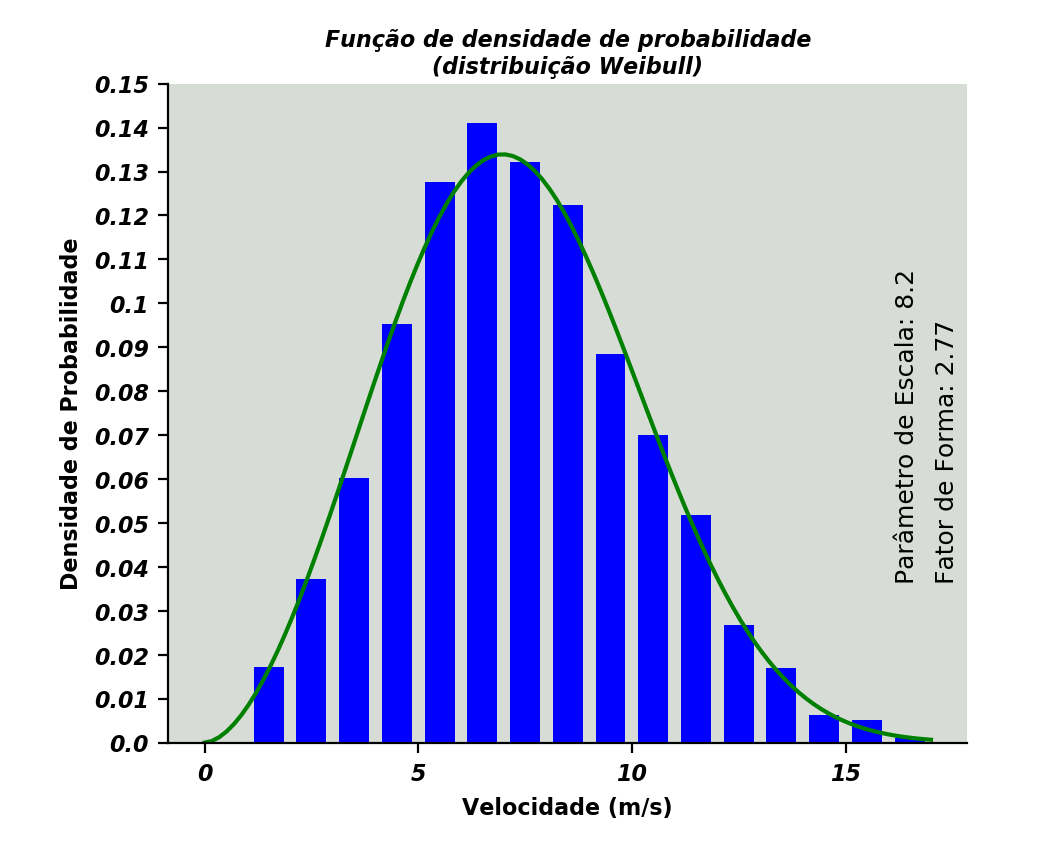 Função de densidade de probabilidade
(distribuição Weibull)
0.15
0.14
0.13
0.12
0.11
0.1
0.09
0.08
0.07
0.06
0.05
0.04
0.03
0.02
0.01
0.0
Densidade de Probabilidade
Parâmetro de Escala: 8.2
Fator de Forma: 2.77
0 5 10 15
Velocidade (m/s)